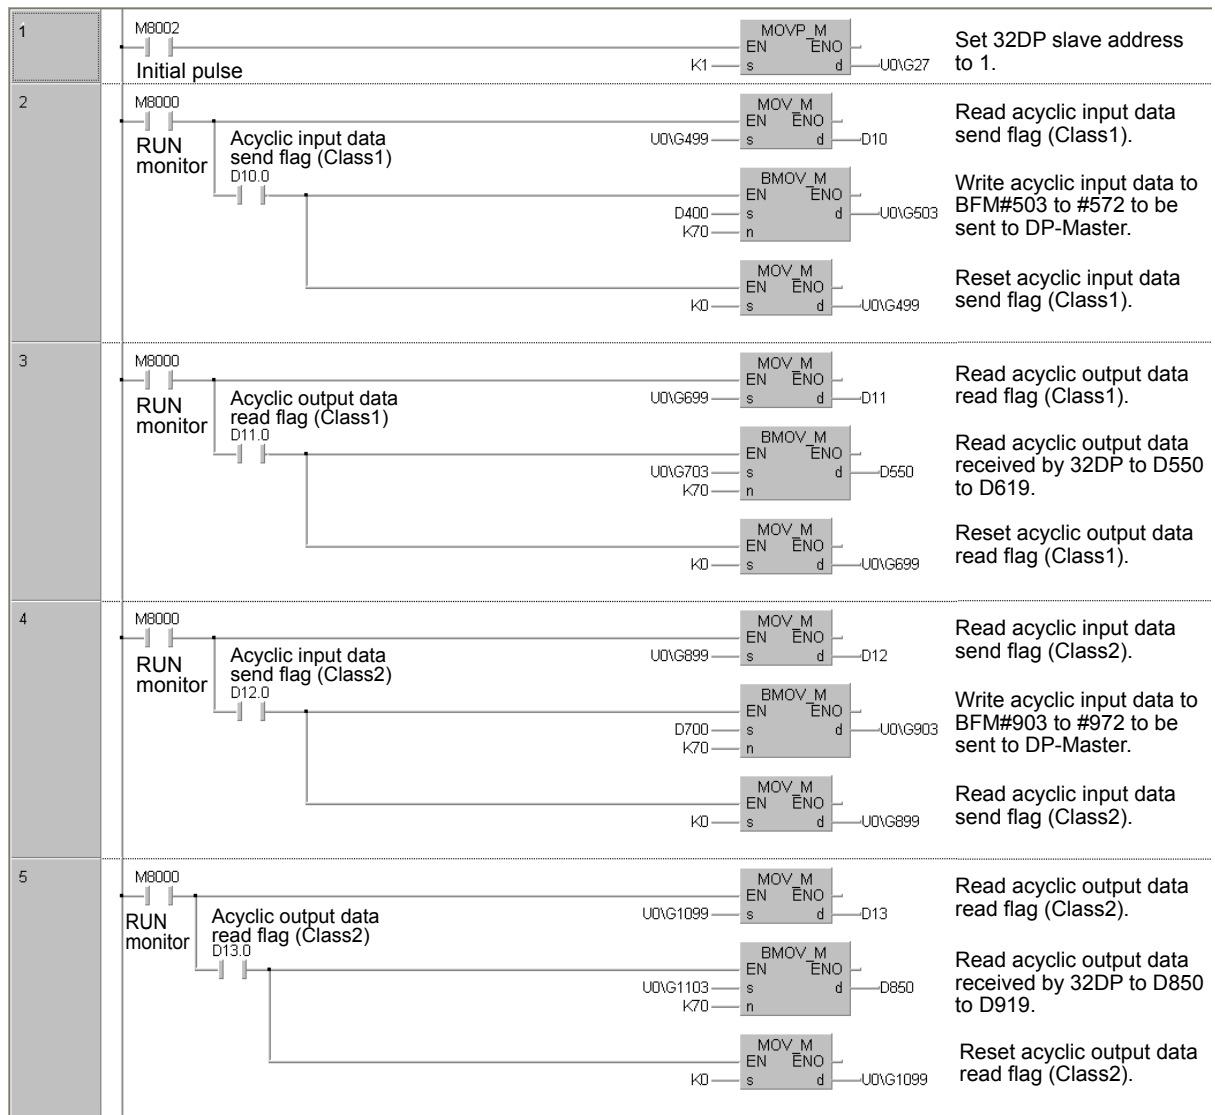 1
M8002
Initial pulse
MOVP_M
EN ENO
K1 s d U0\G27
Set 32DP slave address
to 1.
2
M8000
RUN
monitor
Acyclic input data
send flag (Class1)
D10.0
MOV_M
EN ENO
U0\G499 s d D10
Read acyclic input data
send flag (Class1).
BMOV_M
EN ENO
D400 s d U0\G503
K70 n
Write acyclic input data to
BFM#503 to #572 to be
sent to DP-Master.
MOV_M
EN ENO
K0 s d U0\G499
Reset acyclic input data
send flag (Class1).
3
M8000
RUN
monitor
Acyclic output data
read flag (Class1)
D11.0
MOV_M
EN ENO
U0\G699 s d D11
Read acyclic output data
read flag (Class1).
BMOV_M
EN ENO
U0\G703 s d D550
K70 n
Read acyclic output data
received by 32DP to D550
to D619.
MOV_M
EN ENO
K0 s d U0\G699
Reset acyclic output data
read flag (Class1).
4
M8000
RUN
monitor
Acyclic input data
send flag (Class2)
D12.0
MOV_M
EN ENO
U0\G899 s d D12
Read acyclic input data
send flag (Class2).
BMOV_M
EN ENO
D700 s d U0\G903
K70 n
Write acyclic input data to
BFM#903 to #972 to be
sent to DP-Master.
MOV_M
EN ENO
K0 s d U0\G899
Read acyclic input data
send flag (Class2).
5
M8000
RUN
monitor
Acyclic output data
read flag (Class2)
D13.0
MOV_M
EN ENO
U0\G1099 s d D13
Read acyclic output data
read flag (Class2).
BMOV_M
EN ENO
U0\G1103 s d D850
K70 n
Read acyclic output data
received by 32DP to D850
to D919.
MOV_M
EN ENO
K0 s d U0\G1099
Reset acyclic output data
read flag (Class2).